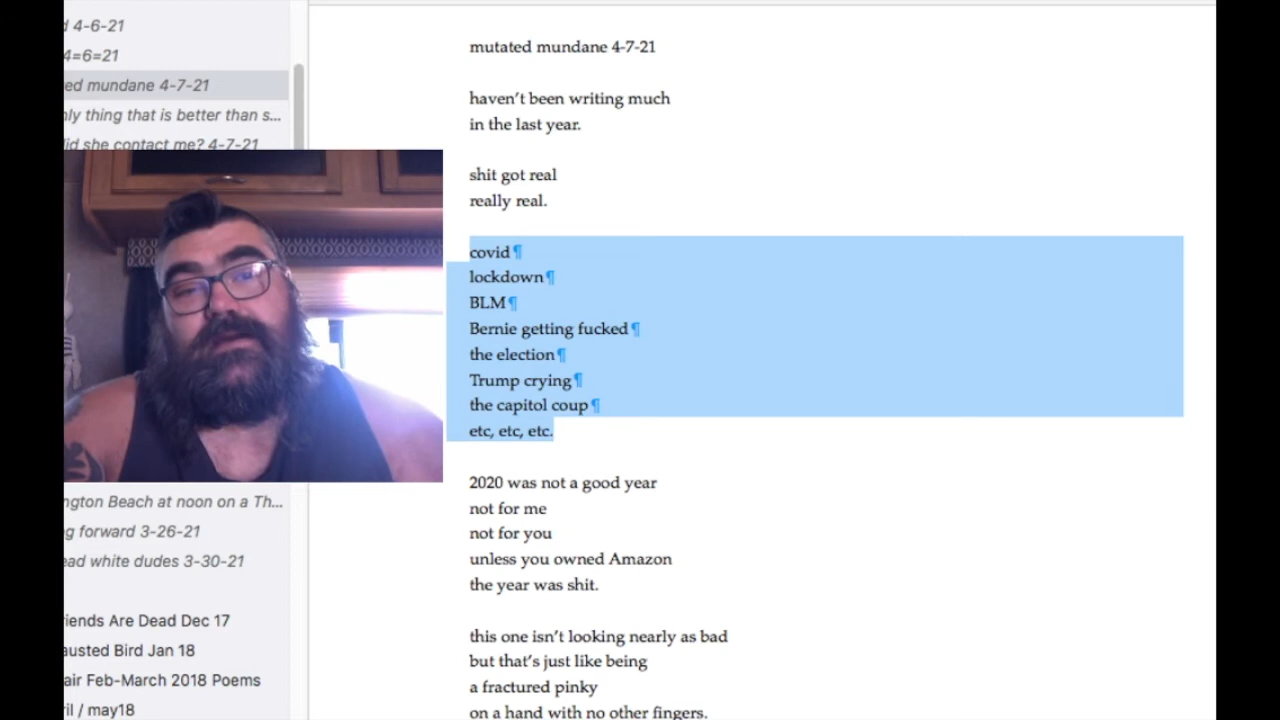 d 4-6-21
4=6=21
ed mundane 4-7-21
nly thing that is better than s...
did she contact me? 4-7-21
ngton Beach at noon on a Th...
g forward 3-26-21
ead white dudes 3-30-21
riends Are Dead Dec 17
austed Bird Jan 18
air Feb-March 2018 Poems
ril / may18
mutated mundane 4-7-21
haven't been writing much
in the last year.
shit got real
really real.
covid¶
lockdown¶
BLM¶
Bernie getting fucked¶
the election¶
Trump crying¶
the capitol coup¶
etc, etc, etc.
2020 was not a good year
not for me
not for you
unless you owned Amazon
the year was shit.
this one isn't looking nearly as bad
but that's just like being
a fractured pinky
on a hand with no other fingers.